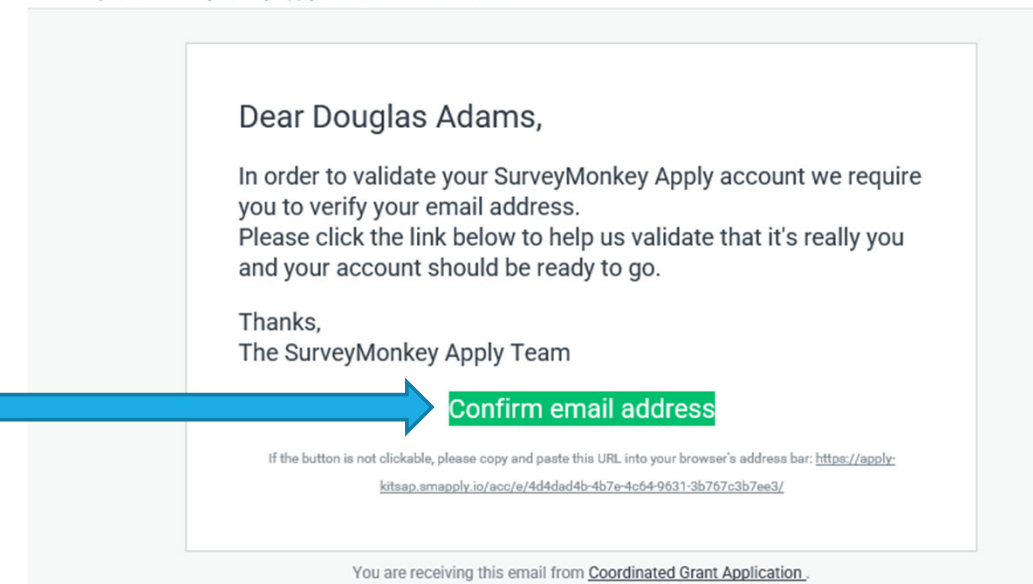 Dear Douglas Adams,
In order to validate your SurveyMonkey Apply account we require
you to verify your email address.
Please click the link below to help us validate that it's really you
and your account should be ready to go.
Thanks,
The SurveyMonkey Apply Team
Confirm email address
If the button is not clickable, please copy and paste this URL into your browser's address bar: https://apply-
kitsap.smapply.io/acc/e/4d4dad4b-4b7e-4c64-9631-3b767c3b7ee3/
You are receiving this email from Coordinated Grant Application .